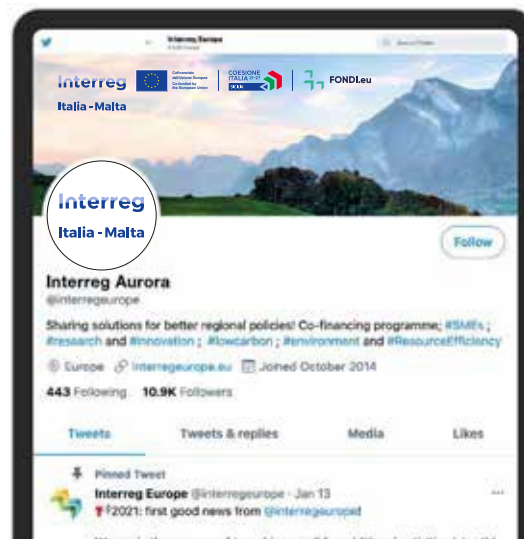 Interreg Europe
Interreg
Cofinanziato
dall'Unione Europea
Co-funded by
the European Union
COESIONE
ITALIA 21-27
SICILIA
FONDI.eu
Italia - Malta
Interreg
Italia - Malta
Follow
Interreg Aurora
@interregeurope
Sharing solutions for better regional policies! Co-financing programme; #SMEs ;
#research and #innovation ; #lowcarbon ; #environment and #ResourceEfficiency
Europe interregeurope.eu Joined October 2014
443 Following 10.9K Followers
Tweets Tweets & replies Media Likes
Pinned Tweet
Interreg Europe @interregeurope · Jan 13 ...
2021: first good news from